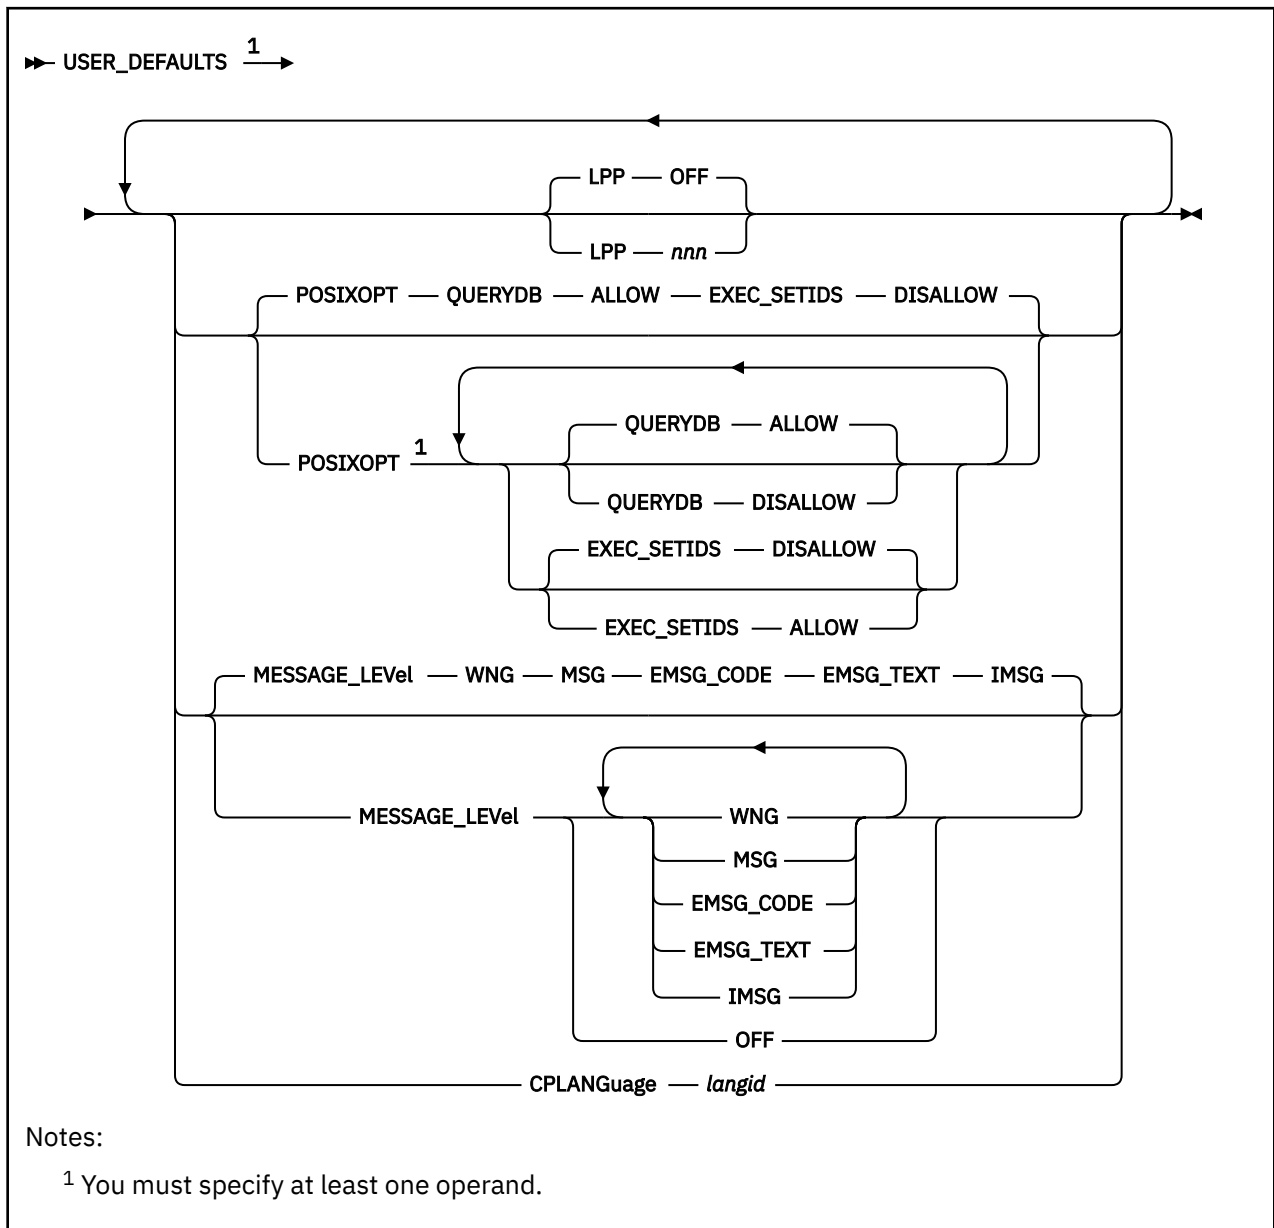 USER_DEFAULTS 1
LPP OFF
LPP nnn
POSIXOPT QUERYDB ALLOW EXEC_SETIDS DISALLOW
QUERYDB ALLOW
POSIXOPT 1
QUERYDB DISALLOW
EXEC_SETIDS DISALLOW
EXEC_SETIDS ALLOW
MESSAGE_LEVel WNG MSG EMSG_CODE EMSG_TEXT IMSG
MESSAGE_LEVel WNG
MSG
EMSG_CODE
EMSG_TEXT
IMSG
OFF
CPLANGuage langid
Notes:
1 You must specify at least one operand.